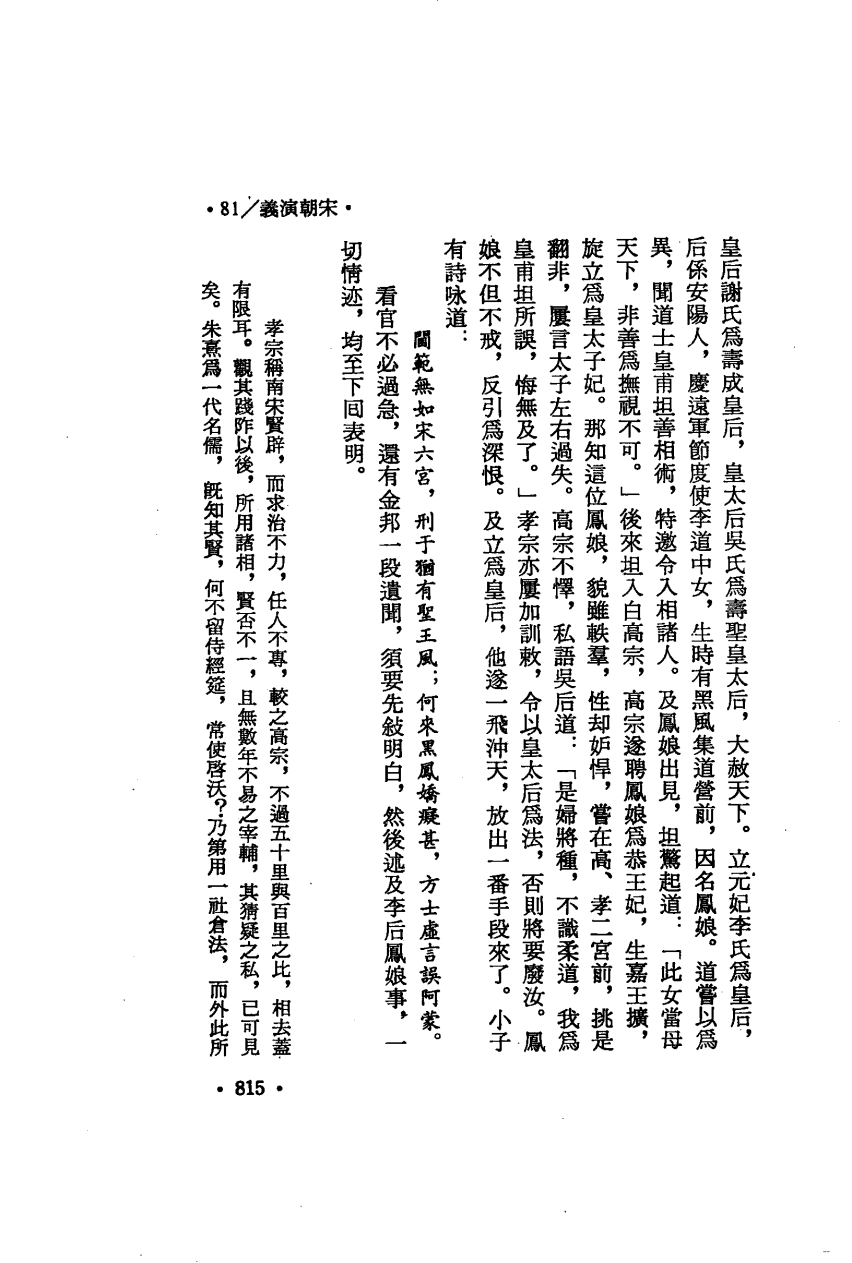 •81/義演朝宋•
皇后謝氏爲壽成皇后，皇太后吳氏爲壽聖皇太后，大赦天下。立元妃李氏爲皇后，
后係安陽人，慶遠軍節度使李道中女，生時有黑風集道營前，因名鳳娘。道嘗以爲
異，聞道士皇甫坦善相術，特邀令入相諸人。及鳳娘出見，坦驚起道：「此女當母
天下，非善爲撫視不可。」後來坦入白高宗，高宗遂聘鳳娘爲恭王妃，生嘉王擴，
旋立爲皇太子妃。那知這位鳳娘，貌雖軼羣，性却妒悍，嘗在高、孝二宮前，挑是
翻非，屢言太子左右過失。高宗不懌，私語吳后道：「是婦將種，不識柔道，我爲
皇甫坦所誤，悔無及了。」孝宗亦屢加訓敕，令以皇太后爲法，否則將要廢汝。鳳
娘不但不戒，反引爲深恨。及立爲皇后，他遂一飛沖天，放出一番手段來了。小子
有詩咏道：
閫範無如宋六宮，刑于猶有聖王風；何來黑鳳嬌癡甚，方士虛言誤阿蒙。
看官不必過急，還有金邦一段遺聞，須要先敍明白，然後述及李后鳳娘事，一
切情迹，均至下回表明。
孝宗稱南宋賢辟，而求治不力，任人不專，較之高宗，不過五十里與百里之比，相去蓋
有限耳。觀其踐阼以後，所用諸相，賢否不一，且無數年不易之宰輔，其猜疑之私，已可見
矣。朱熹爲一代名儒，旣知其賢，何不留侍經筵，常使啓沃？乃第用一社倉法，而外此所
•815•